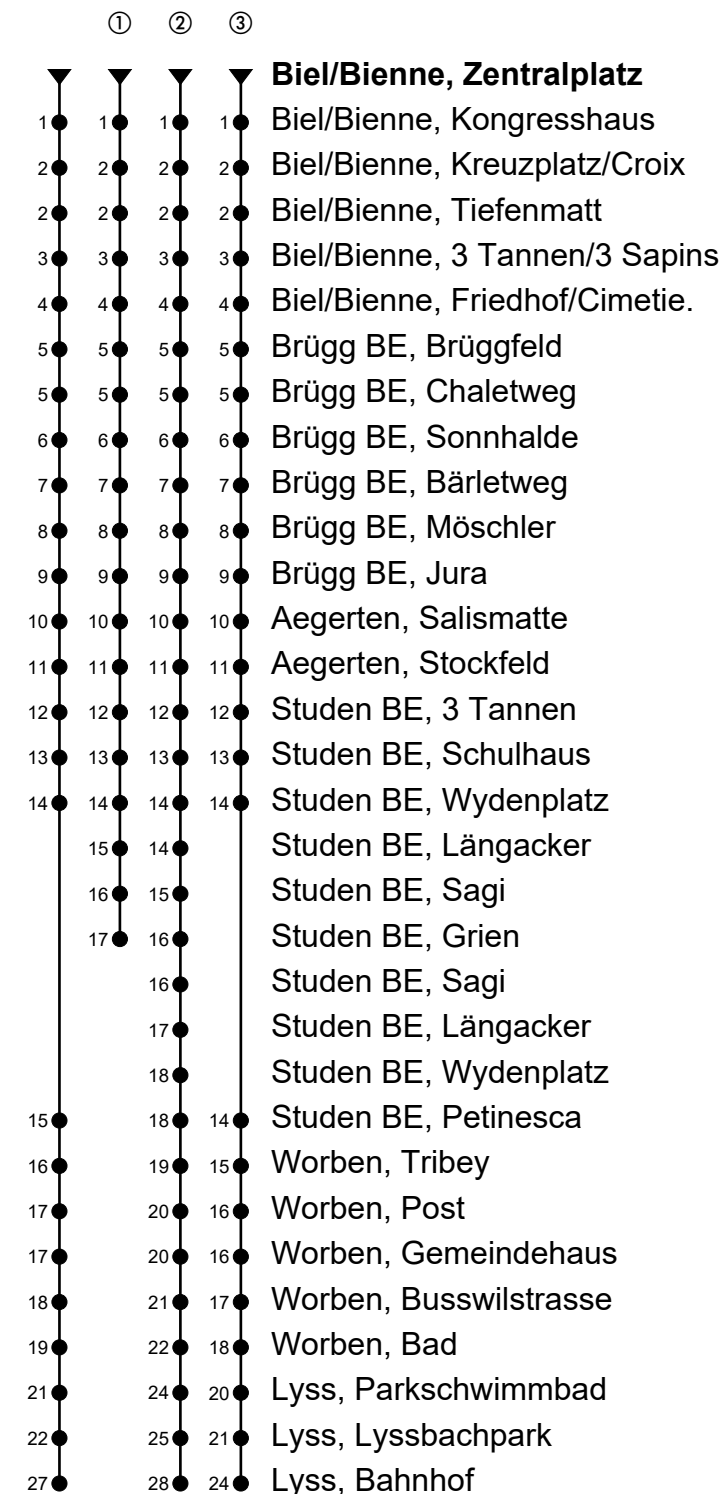 ① ② ③
Biel/Bienne, Zentralplatz
1 1 1 1 Biel/Bienne, Kongresshaus
2 2 2 2 Biel/Bienne, Kreuzplatz/Croix
2 2 2 2 Biel/Bienne, Tiefenmatt
3 3 3 3 Biel/Bienne, 3 Tannen/3 Sapins
4 4 4 4 Biel/Bienne, Friedhof/Cimetie.
5 5 5 5 Brügg BE, Brüggfeld
5 5 5 5 Brügg BE, Chaletweg
6 6 6 6 Brügg BE, Sonnhalde
7 7 7 7 Brügg BE, Bärletweg
8 8 8 8 Brügg BE, Möschler
9 9 9 9 Brügg BE, Jura
10 10 10 10 Aegerten, Salismatte
11 11 11 11 Aegerten, Stockfeld
12 12 12 12 Studen BE, 3 Tannen
13 13 13 13 Studen BE, Schulhaus
14 14 14 14 Studen BE, Wydenplatz
15 14 Studen BE, Längacker
16 15 Studen BE, Sagi
17 16 Studen BE, Grien
16 Studen BE, Sagi
17 Studen BE, Längacker
18 Studen BE, Wydenplatz
15 18 14 Studen BE, Petinesca
16 19 15 Worben, Tribey
17 20 16 Worben, Post
17 20 16 Worben, Gemeindehaus
18 21 17 Worben, Busswilstrasse
19 22 18 Worben, Bad
21 24 20 Lyss, Parkschwimmbad
22 25 21 Lyss, Lyssbachpark
27 28 24 Lyss, Bahnhof